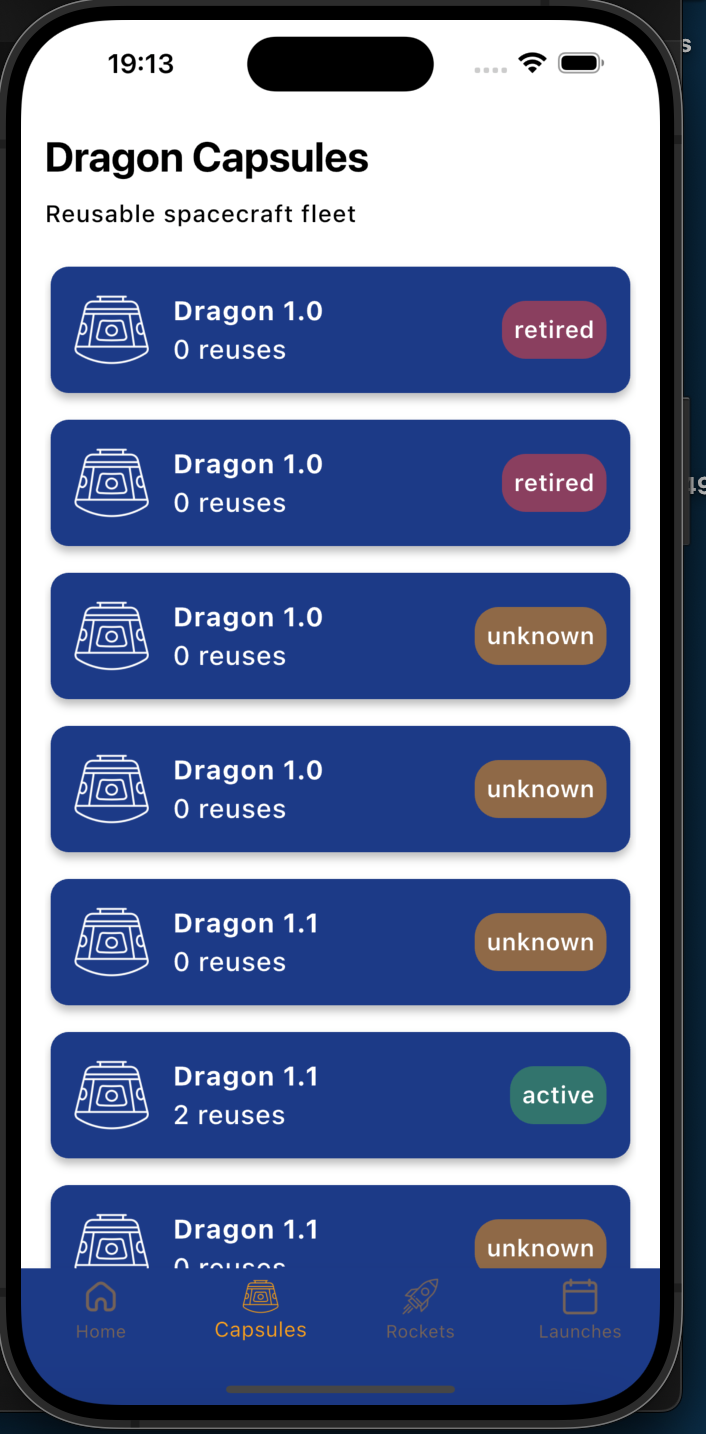 19:13
Dragon Capsules
Reusable spacecraft fleet
Dragon 1.0
0 reuses
retired
Dragon 1.0
0 reuses
retired
Dragon 1.0
0 reuses
unknown
Dragon 1.0
0 reuses
unknown
Dragon 1.1
0 reuses
unknown
Dragon 1.1
2 reuses
active
Dragon 1.1
0 reuses
unknown
Home
Capsules
Rockets
Launches